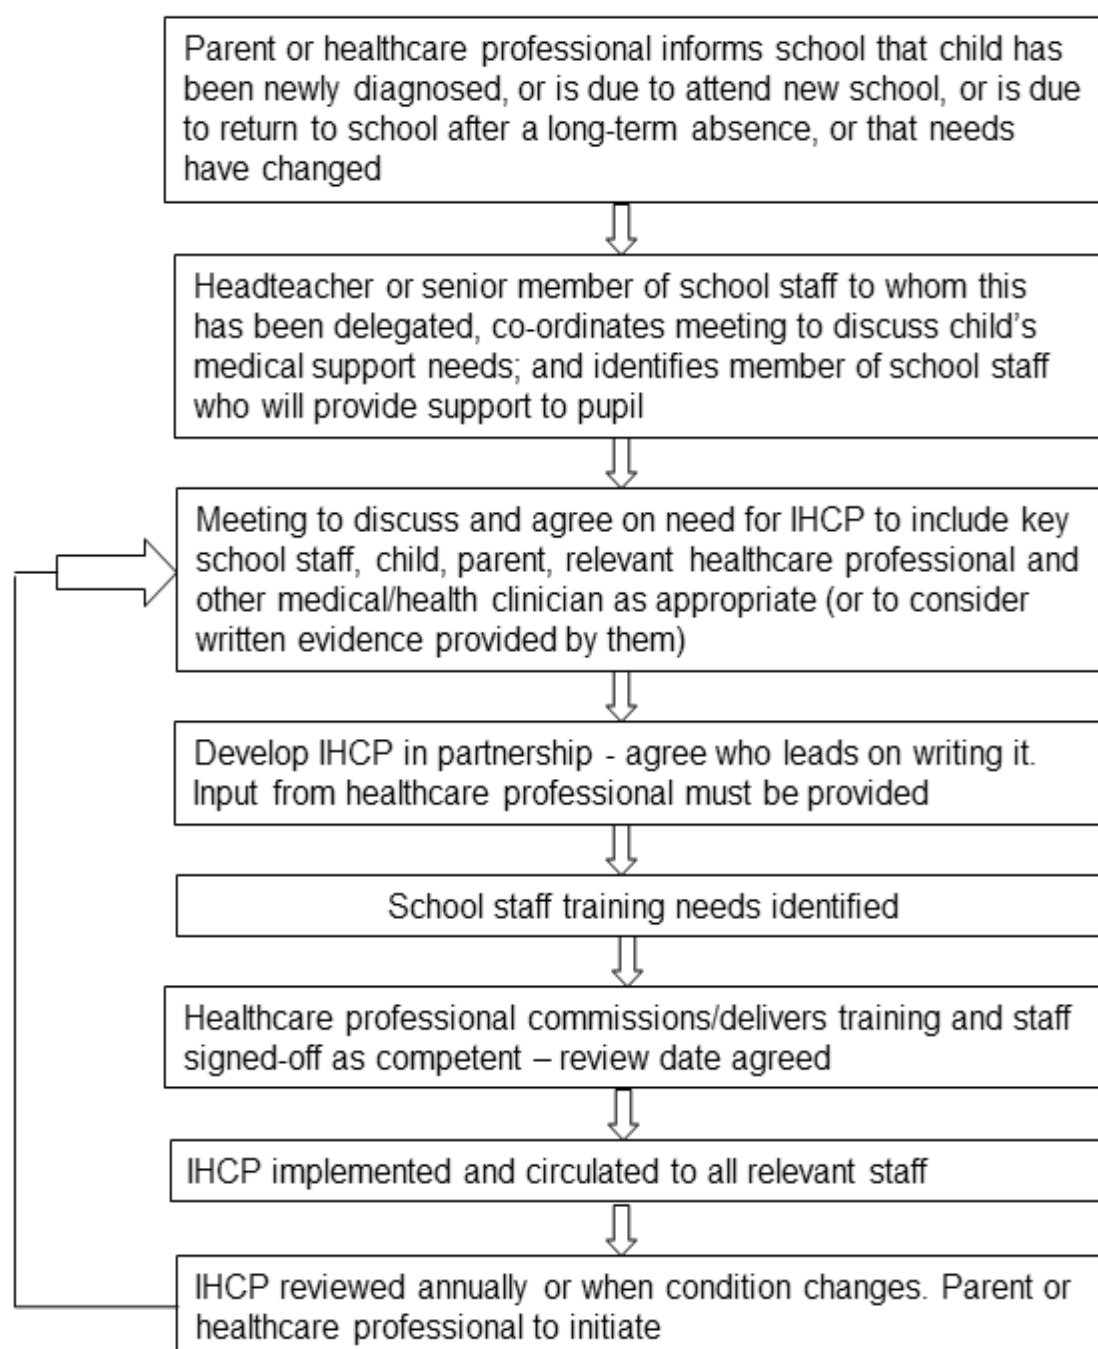 Parent or healthcare professional informs school that child has
been newly diagnosed, or is due to attend new school, or is due
to return to school after a long-term absence, or that needs
have changed
Headteacher or senior member of school staff to whom this
has been delegated, co-ordinates meeting to discuss child's
medical support needs; and identifies member of school staff
who will provide support to pupil
Meeting to discuss and agree on need for IHCP to include key
school staff, child, parent, relevant healthcare professional and
other medical/health clinician as appropriate (or to consider
written evidence provided by them)
Develop IHCP in partnership - agree who leads on writing it.
Input from healthcare professional must be provided
School staff training needs identified
Healthcare professional commissions/delivers training and staff
signed-off as competent – review date agreed
IHCP implemented and circulated to all relevant staff
IHCP reviewed annually or when condition changes. Parent or
healthcare professional to initiate